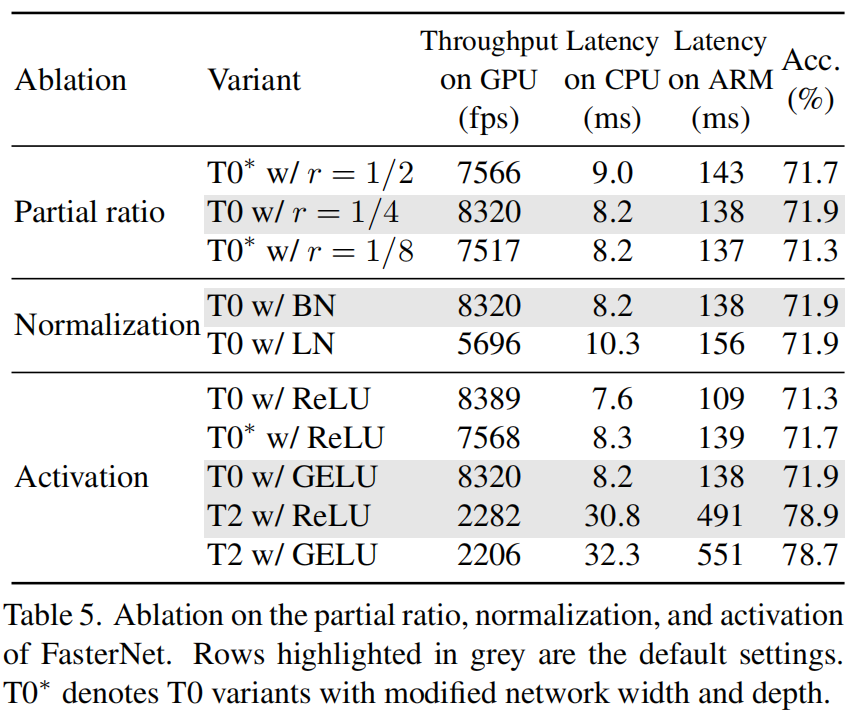 Ablation Variant Throughput on GPU (fps) Latency on CPU (ms) Latency on ARM (ms) Acc. (%)
Partial ratio
T0* w/ r = 1/2 7566 9.0 143 71.7
T0 w/ r = 1/4 8320 8.2 138 71.9
T0* w/ r = 1/8 7517 8.2 137 71.3
Normalization
T0 w/ BN 8320 8.2 138 71.9
T0 w/ LN 5696 10.3 156 71.9
Activation
T0 w/ ReLU 8389 7.6 109 71.3
T0* w/ ReLU 7568 8.3 139 71.7
T0 w/ GELU 8320 8.2 138 71.9
T2 w/ ReLU 2282 30.8 491 78.9
T2 w/ GELU 2206 32.3 551 78.7
Table 5. Ablation on the partial ratio, normalization, and activation
of FasterNet. Rows highlighted in grey are the default settings.
T0* denotes T0 variants with modified network width and depth.